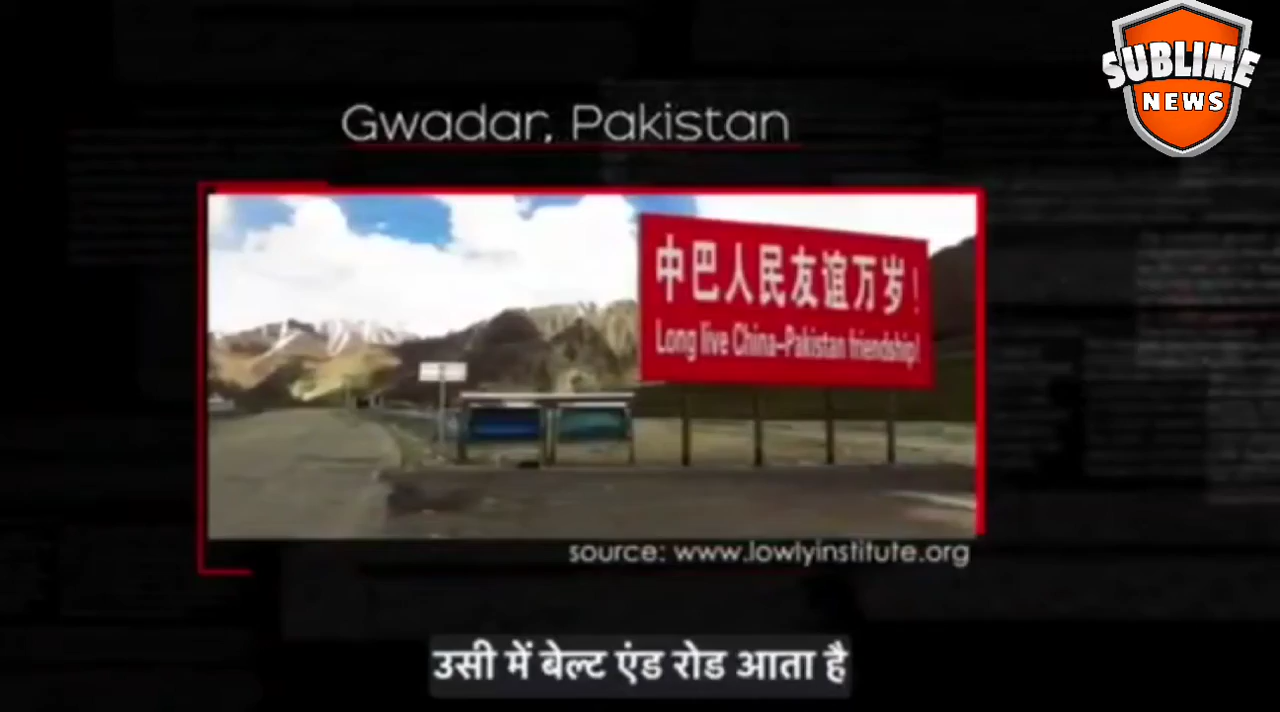 SUBLIME
NEWS
Gwadar, Pakistan
中巴人民友谊万岁!
Long live China-Pakistan friendship!
source: www.lowlyinstitute.org
उसी में बेल्ट एंड रोड आता है